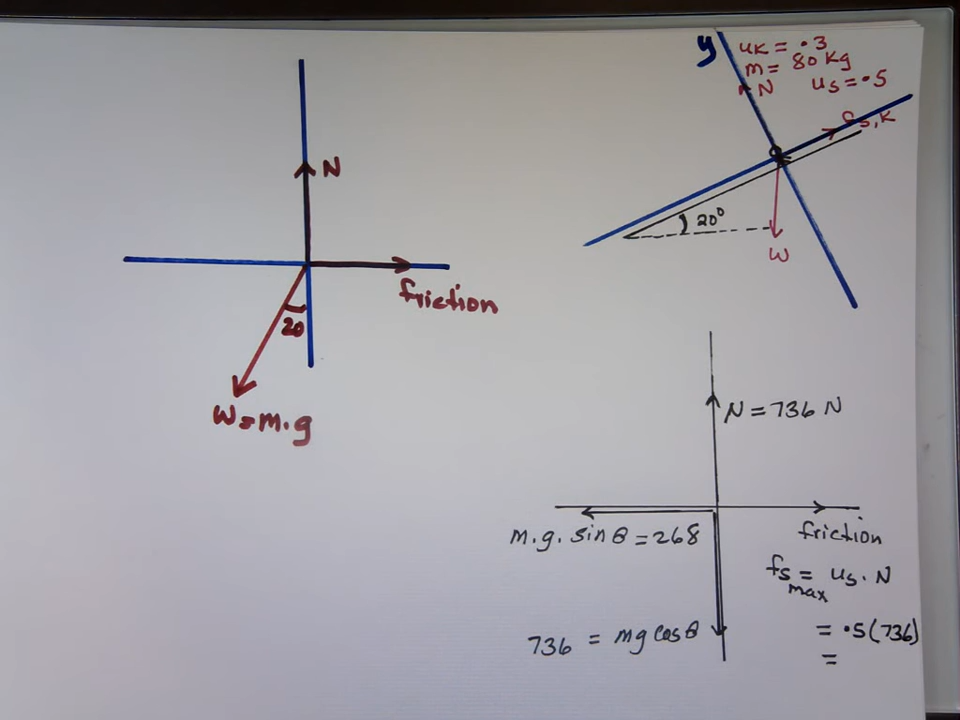 N
friction
20
W=m.g
y
uk = .3
m = 80 kg
us = .5
N
s,k
20°
W
N = 736 N
m.g. sin θ = 268
friction
fs max = us. N
= .5(736)
=
736 = mg cos θ